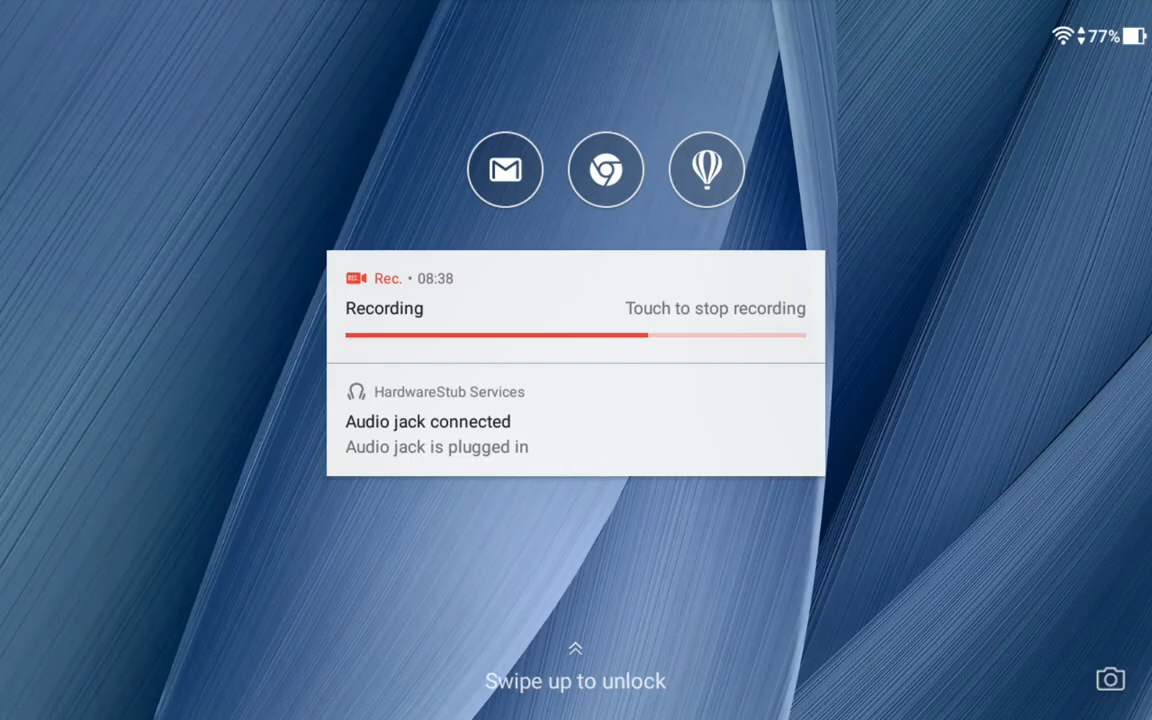 77%
REC Rec. • 08:38
Recording Touch to stop recording
HardwareStub Services
Audio jack connected
Audio jack is plugged in
Swipe up to unlock